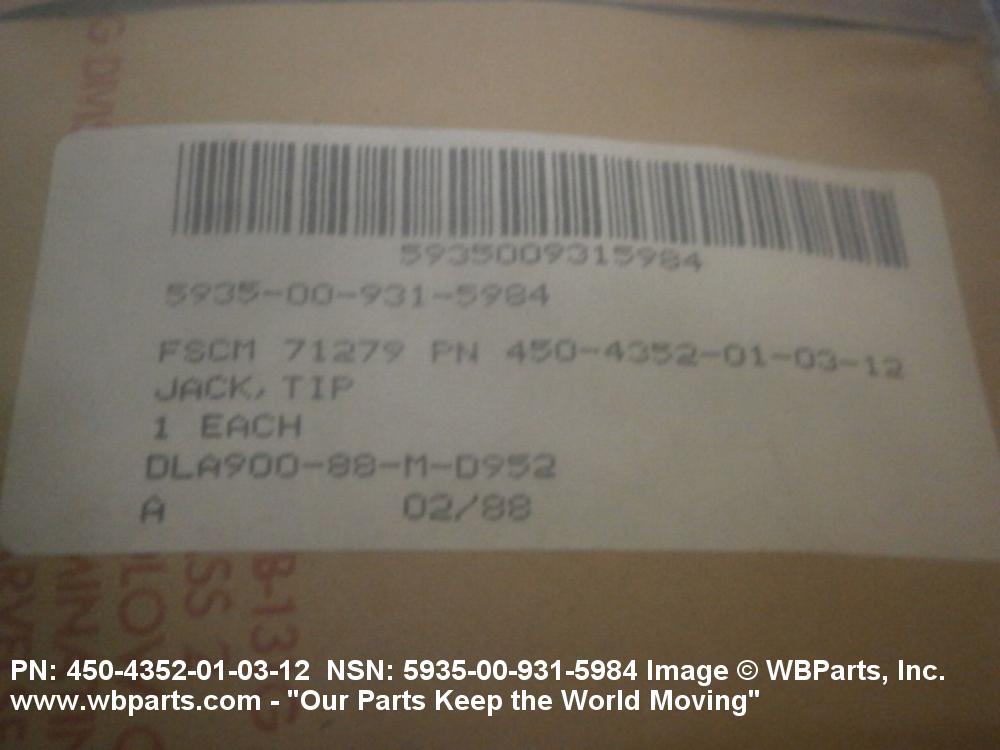 5935009315984
5935-00-931-5984
FSCM 71279 PN 450-4352-01-03-12
JACK, TIP
1 EACH
DLA900-88-M-D952
A 02/88
PN: 450-4352-01-03-12 NSN: 5935-00-931-5984 Image © WBParts, Inc.
www.wbparts.com - "Our Parts Keep the World Moving"